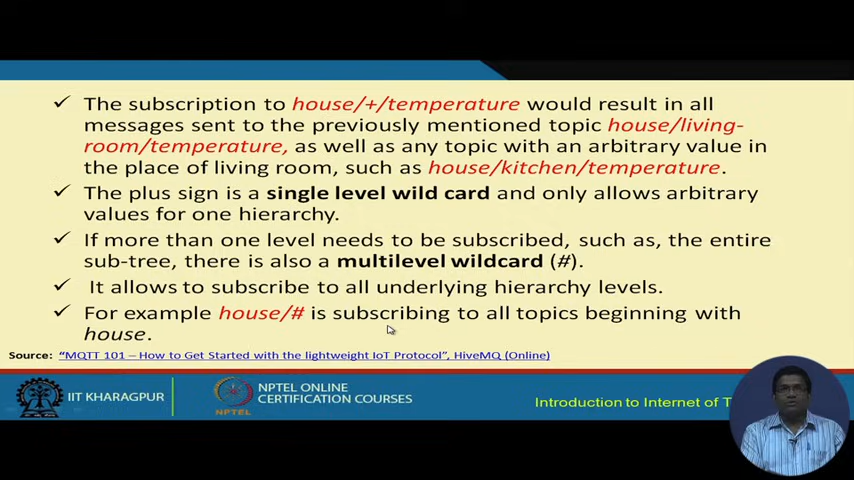 ✓ The subscription to house/+/temperature would result in all
messages sent to the previously mentioned topic house/living-
room/temperature, as well as any topic with an arbitrary value in
the place of living room, such as house/kitchen/temperature.
✓ The plus sign is a single level wild card and only allows arbitrary
values for one hierarchy.
✓ If more than one level needs to be subscribed, such as, the entire
sub-tree, there is also a multilevel wildcard (#).
✓ It allows to subscribe to all underlying hierarchy levels.
✓ For example house/# is subscribing to all topics beginning with
house.
Source: "MQTT 101 – How to Get Started with the lightweight IoT Protocol", HiveMQ (Online)
IIT KHARAGPUR
NPTEL
NPTEL ONLINE
CERTIFICATION COURSES
Introduction to Internet of